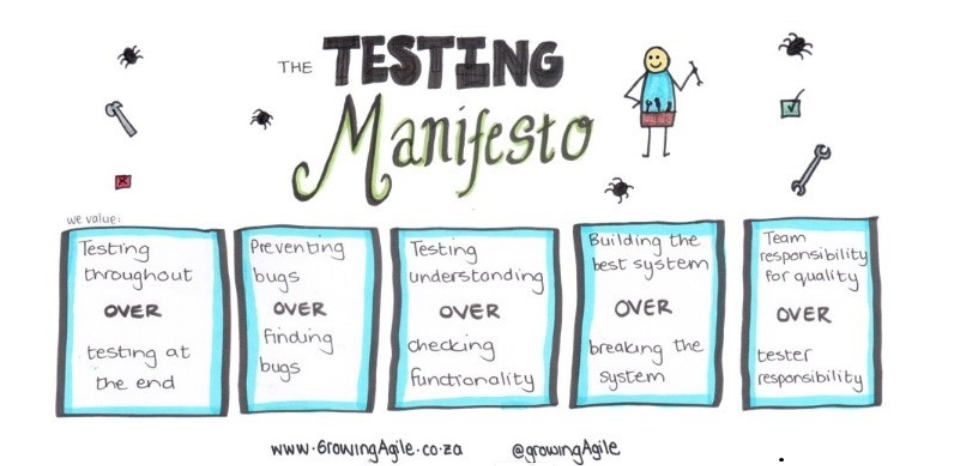 THE TESTING
Manifesto
we value:
Testing
throughout
OVER
testing at
the end
Preventing
bugs
OVER
finding
bugs
Testing
understanding
OVER
checking
functionality
Building the
best system
OVER
breaking the
system
Team
responsibility
for quality
OVER
tester
responsibility
www.GrowingAgile.co.za @growingAgile